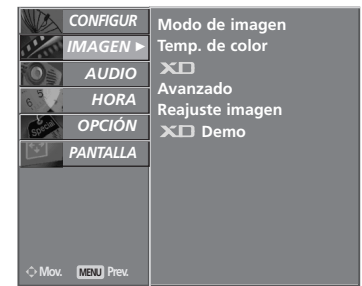 CONFIGUR
IMAGEN ►
AUDIO
HORA
OPCIÓN
PANTALLA
Mov. MENU Prev.
Modo de imagen
Temp. de color
XD
Avanzado
Reajuste imagen
XD Demo